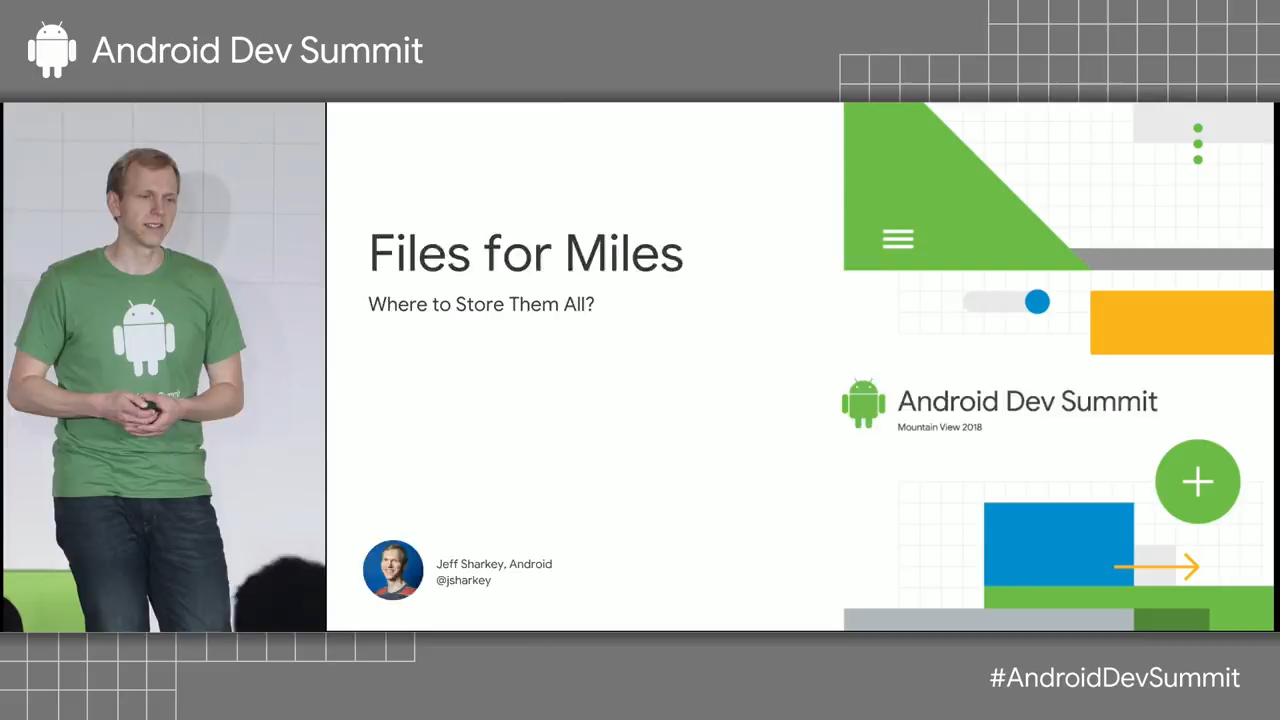 Android Dev Summit
Files for Miles
Where to Store Them All?
Android Dev Summit
Mountain View 2018
Jeff Sharkey, Android
@jsharkey
#AndroidDevSummit